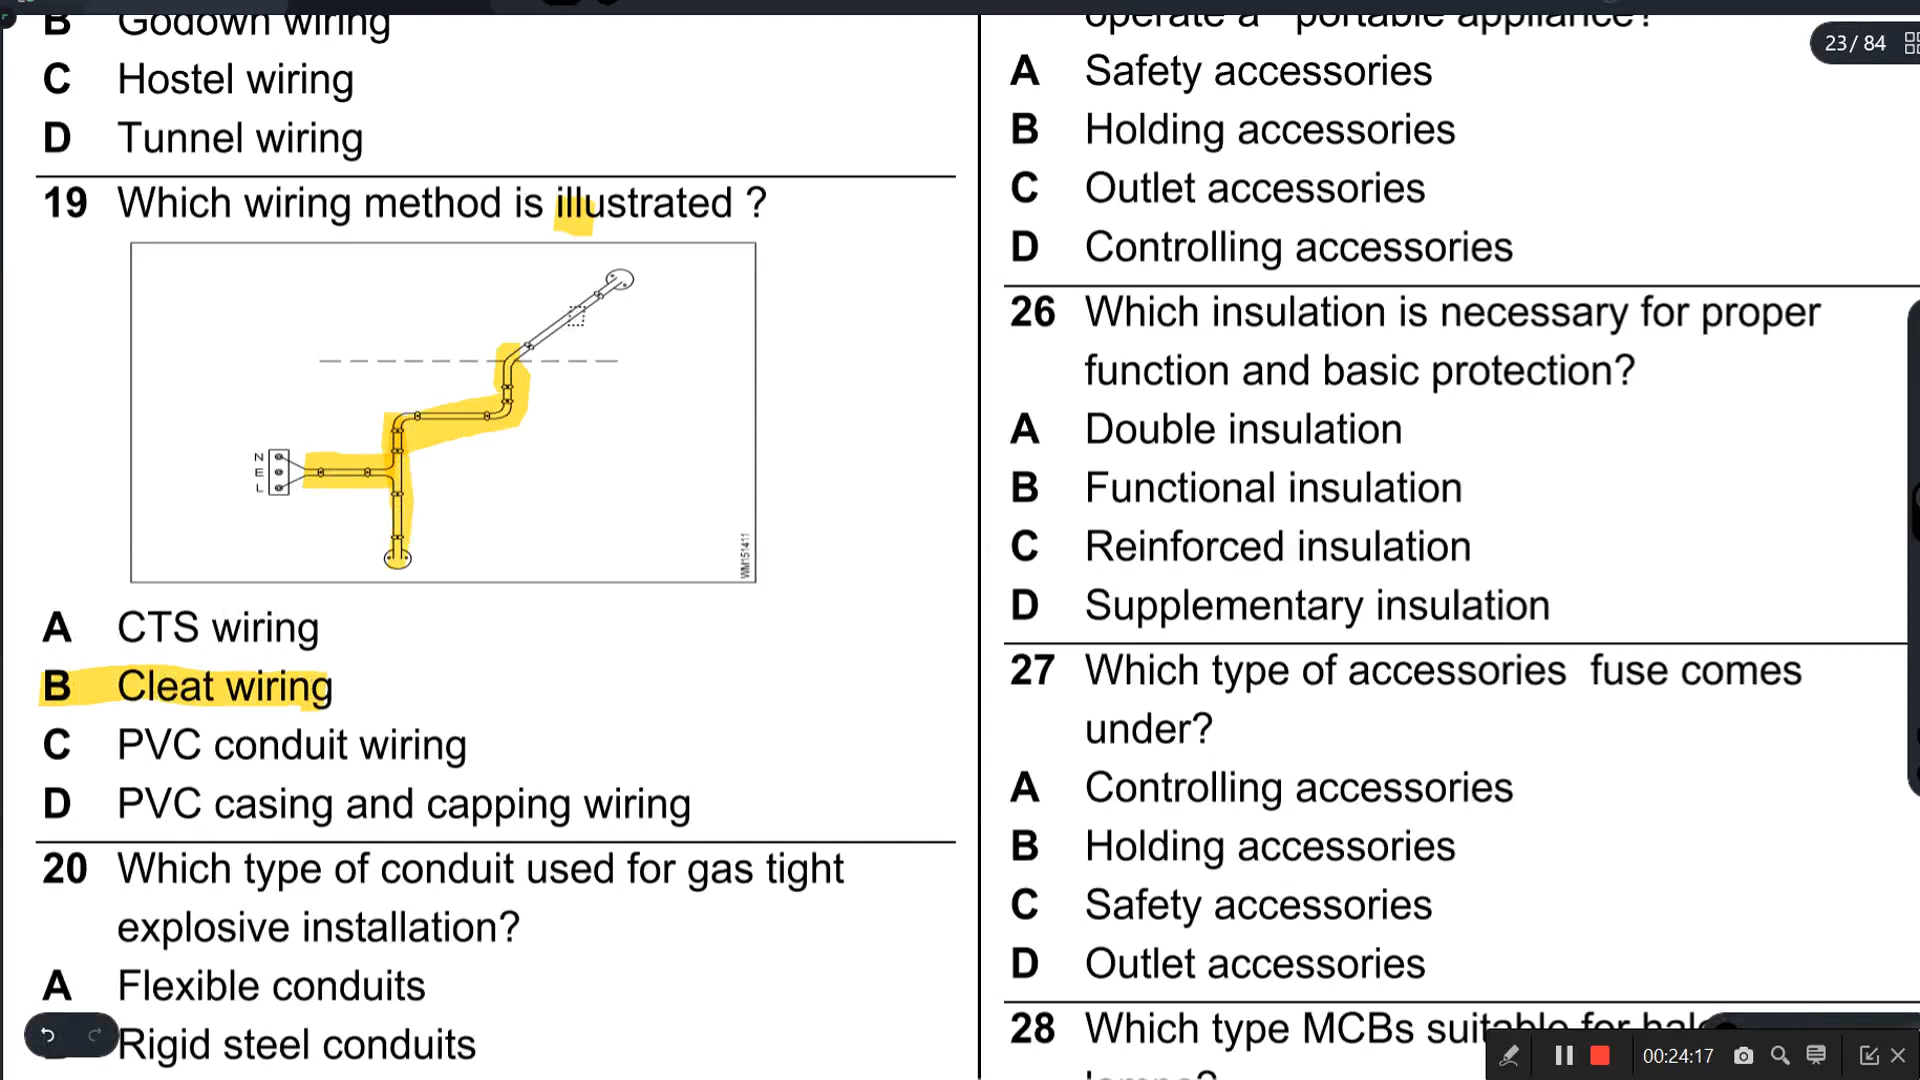 B Godown wiring
C Hostel wiring
D Tunnel wiring
19 Which wiring method is illustrated ?
N
E
L
WM151411
A CTS wiring
B Cleat wiring
C PVC conduit wiring
D PVC casing and capping wiring
20 Which type of conduit used for gas tight
explosive installation?
A Flexible conduits
Rigid steel conduits
operate a portable appliance?
A Safety accessories
B Holding accessories
C Outlet accessories
D Controlling accessories
26 Which insulation is necessary for proper
function and basic protection?
A Double insulation
B Functional insulation
C Reinforced insulation
D Supplementary insulation
27 Which type of accessories fuse comes
under?
A Controlling accessories
B Holding accessories
C Safety accessories
D Outlet accessories
28 Which type MCBs suitable for
23 / 84
00:24:17